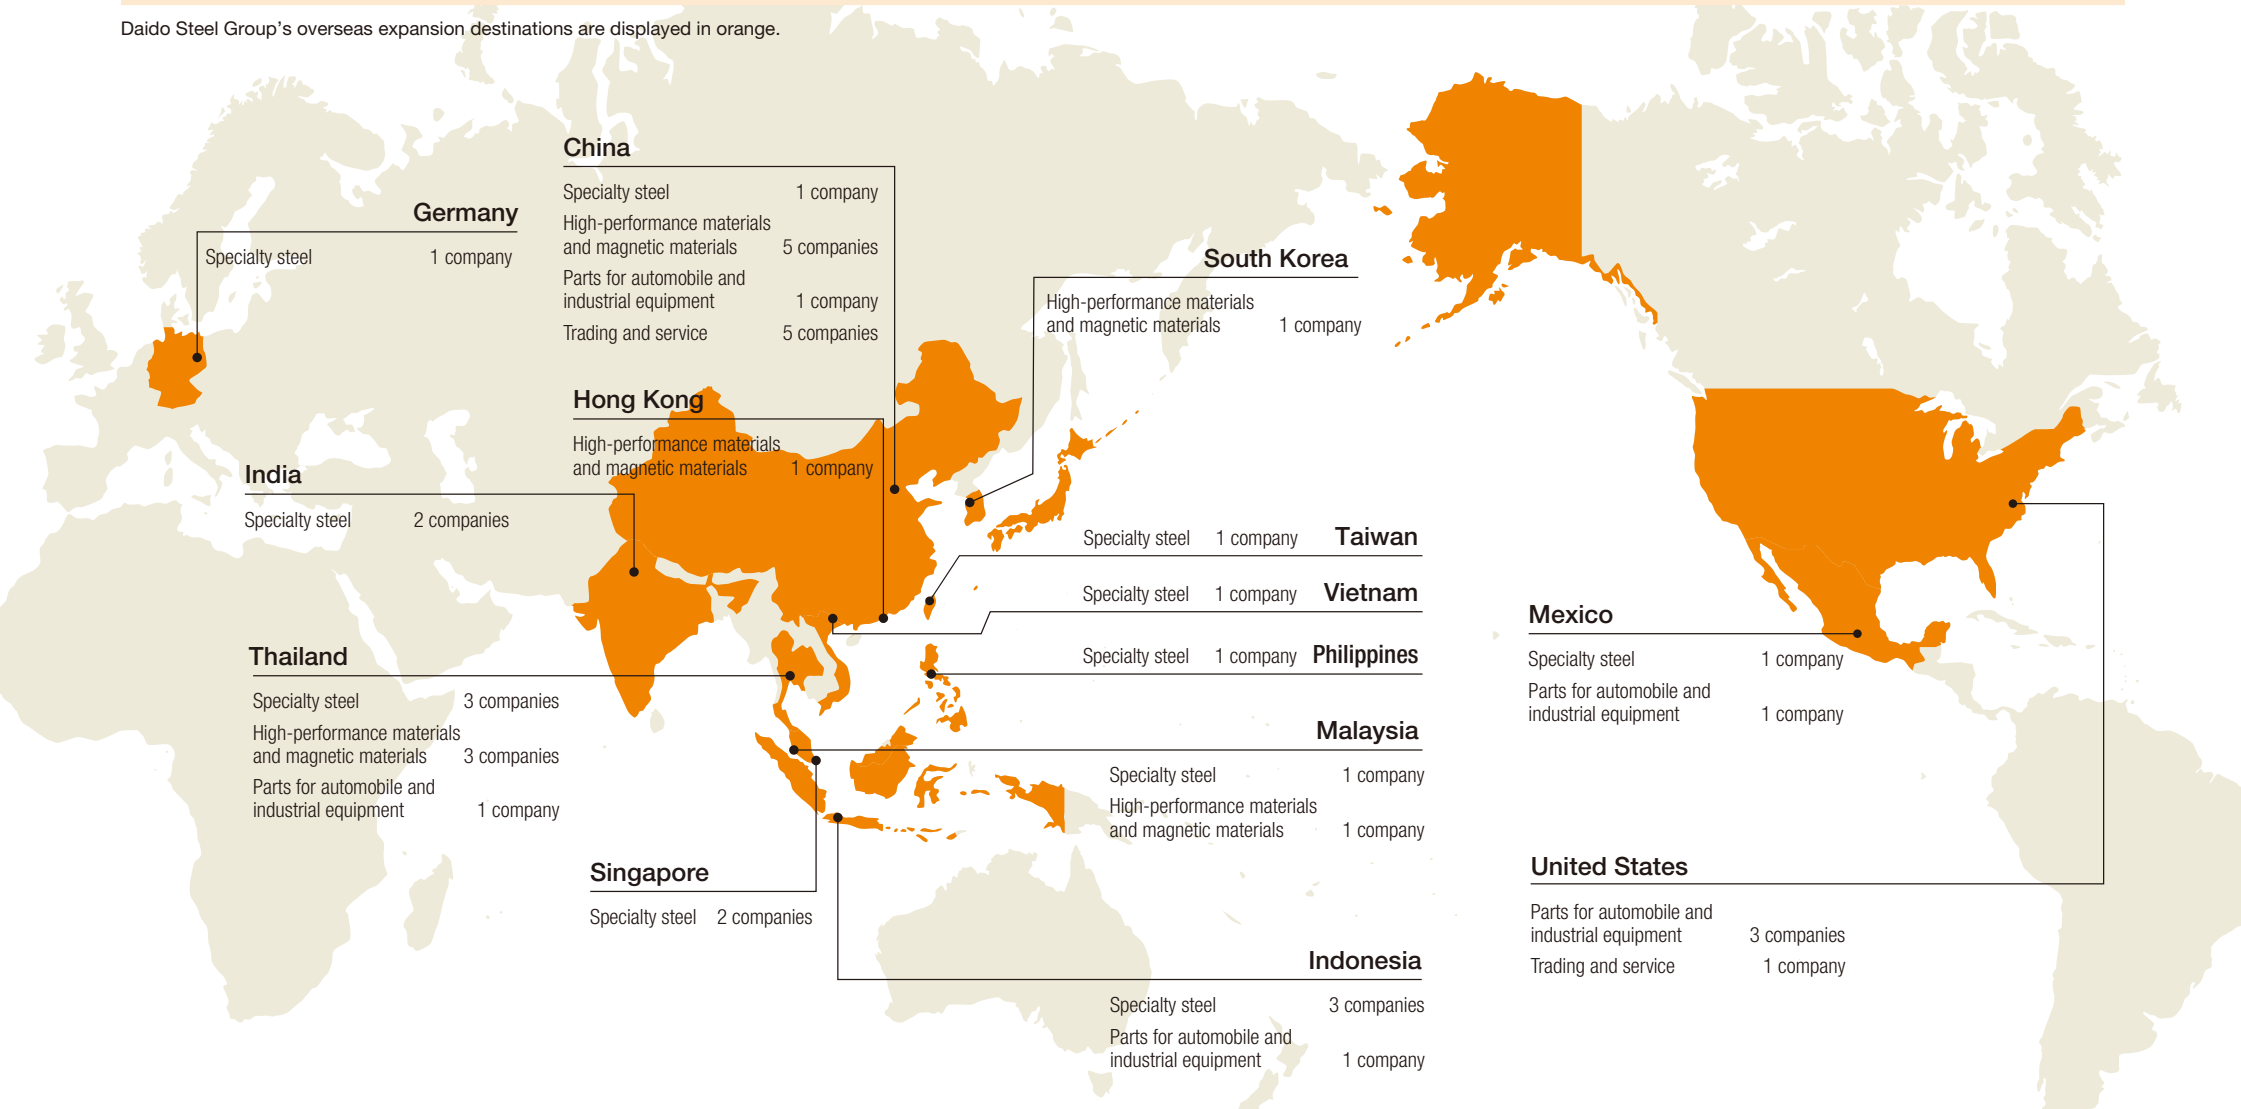 Daido Steel Group's overseas expansion destinations are displayed in orange.
China
Specialty steel 1 company
High-performance materials
and magnetic materials 5 companies
Parts for automobile and
industrial equipment 1 company
Trading and service 5 companies
Germany
Specialty steel 1 company
South Korea
High-performance materials
and magnetic materials 1 company
Hong Kong
High-performance materials
and magnetic materials 1 company
India
Specialty steel 2 companies
Specialty steel 1 company Taiwan
Specialty steel 1 company Vietnam
Specialty steel 1 company Philippines
Thailand
Specialty steel 3 companies
High-performance materials
and magnetic materials 3 companies
Parts for automobile and
industrial equipment 1 company
Malaysia
Specialty steel 1 company
High-performance materials
and magnetic materials 1 company
Singapore
Specialty steel 2 companies
Indonesia
Specialty steel 3 companies
Parts for automobile and
industrial equipment 1 company
Mexico
Specialty steel 1 company
Parts for automobile and
industrial equipment 1 company
United States
Parts for automobile and
industrial equipment 3 companies
Trading and service 1 company